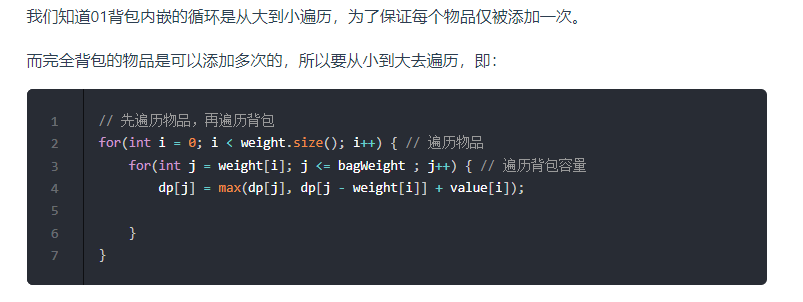 我们知道01背包内嵌的循环是从大到小遍历，为了保证每个物品仅被添加一次。
而完全背包的物品是可以添加多次的，所以要从小到大去遍历，即：
1 // 先遍历物品，再遍历背包
2 for(int i = 0; i < weight.size(); i++) { // 遍历物品
3     for(int j = weight[i]; j <= bagWeight ; j++) { // 遍历背包容量
4         dp[j] = max(dp[j], dp[j - weight[i]] + value[i]);
5
6     }
7 }